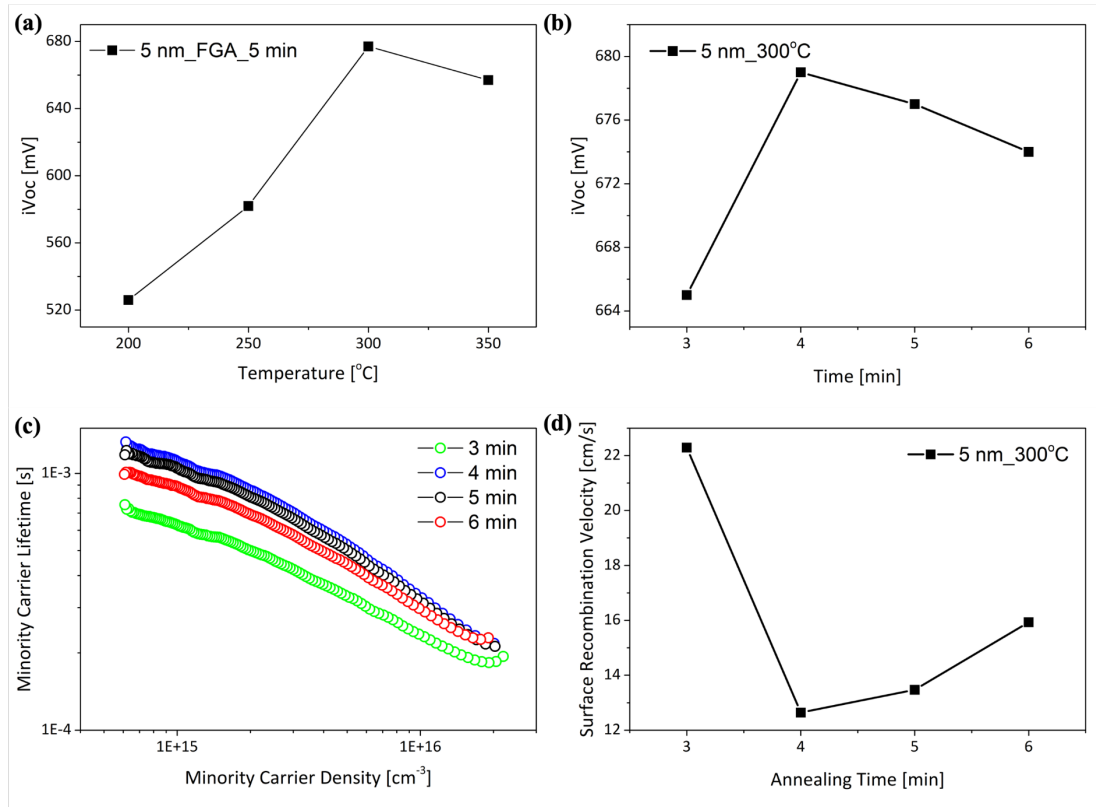 (a)
5 nm_FGA_5 min
680
640
600
560
520
iVoc [mV]
200 250 300 350
Temperature [°C]
(b)
5 nm_300°C
680
676
672
668
664
iVoc [mV]
3 4 5 6
Time [min]
(c)
3 min
4 min
5 min
6 min
1E-3
1E-4
Minority Carrier Lifetime [s]
1E+15 1E+16
Minority Carrier Density [cm⁻³]
(d)
5 nm_300°C
22
20
18
16
14
12
Surface Recombination Velocity [cm/s]
3 4 5 6
Annealing Time [min]